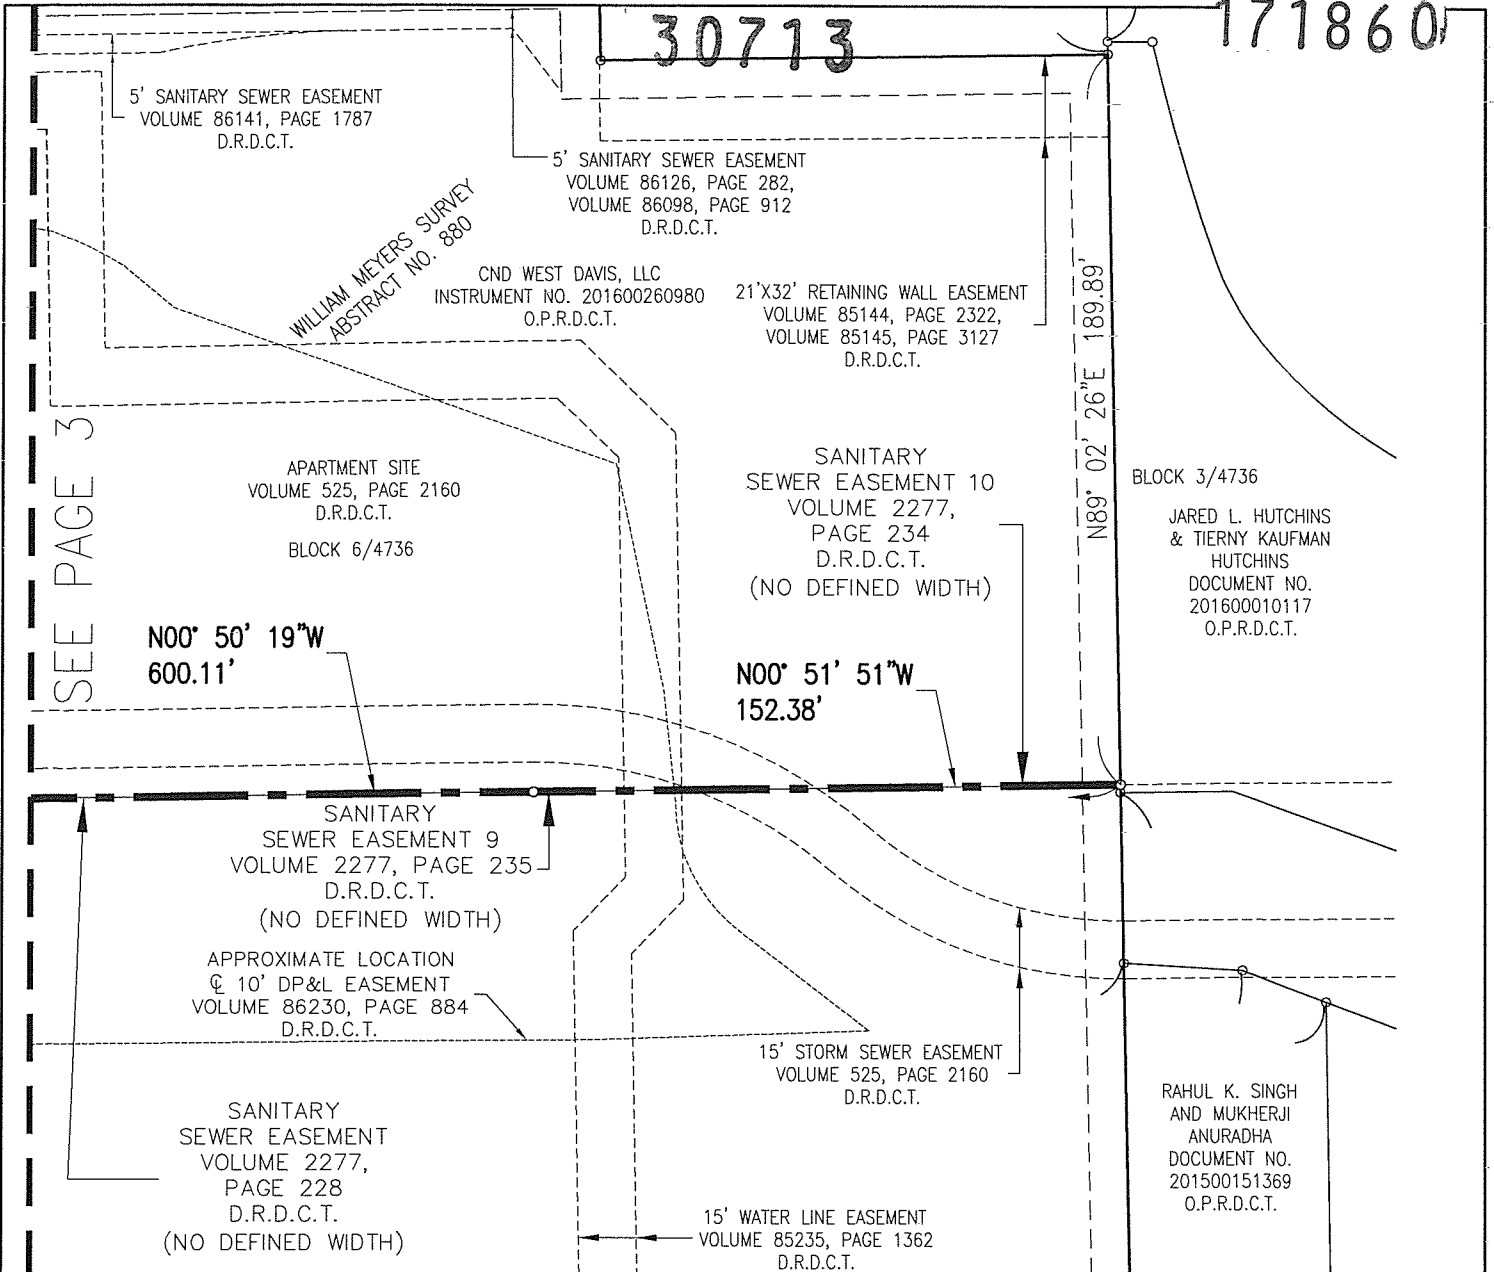 30713
171860
5' SANITARY SEWER EASEMENT
VOLUME 86141, PAGE 1787
D.R.D.C.T.
5' SANITARY SEWER EASEMENT
VOLUME 86126, PAGE 282,
VOLUME 86098, PAGE 912
D.R.D.C.T.
WILLIAM MEYERS SURVEY
ABSTRACT NO. 880
CND WEST DAVIS, LLC
INSTRUMENT NO. 201600260980
O.P.R.D.C.T.
21'X32' RETAINING WALL EASEMENT
VOLUME 85144, PAGE 2322,
VOLUME 85145, PAGE 3127
D.R.D.C.T.
N89° 02' 26"E 189.89'
SEE PAGE 3
APARTMENT SITE
VOLUME 525, PAGE 2160
D.R.D.C.T.
BLOCK 6/4736
SANITARY
SEWER EASEMENT 10
VOLUME 2277,
PAGE 234
D.R.D.C.T.
(NO DEFINED WIDTH)
BLOCK 3/4736
JARED L. HUTCHINS
& TIERNY KAUFMAN
HUTCHINS
DOCUMENT NO.
201600010117
O.P.R.D.C.T.
N00° 50' 19"W
600.11'
N00° 51' 51"W
152.38'
SANITARY
SEWER EASEMENT 9
VOLUME 2277, PAGE 235
D.R.D.C.T.
(NO DEFINED WIDTH)
APPROXIMATE LOCATION
℄ 10' DP&L EASEMENT
VOLUME 86230, PAGE 884
D.R.D.C.T.
15' STORM SEWER EASEMENT
VOLUME 525, PAGE 2160
D.R.D.C.T.
SANITARY
SEWER EASEMENT
VOLUME 2277,
PAGE 228
D.R.D.C.T.
(NO DEFINED WIDTH)
RAHUL K. SINGH
AND MUKHERJI
ANURADHA
DOCUMENT NO.
201500151369
O.P.R.D.C.T.
15' WATER LINE EASEMENT
VOLUME 85235, PAGE 1362
D.R.D.C.T.